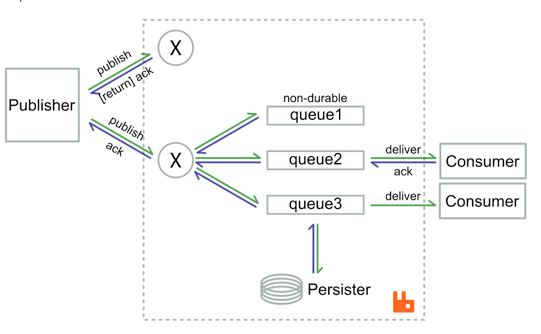 publish
X
[return] ack
Publisher
publish
ack
X
non-durable
queue1
queue2
deliver
ack
Consumer
queue3
deliver
Consumer
Persister